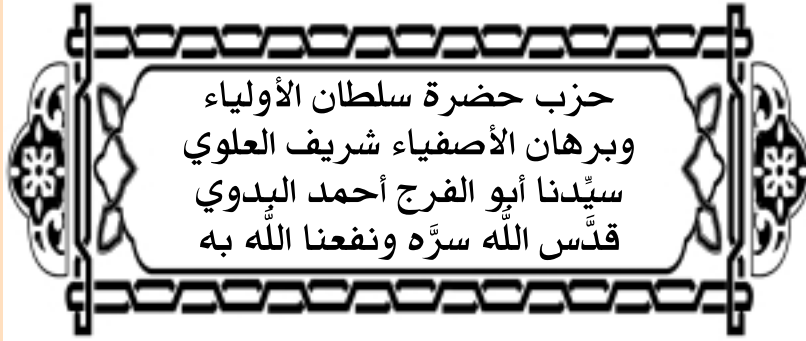 حزب حضرة سلطان الأولياء
وبرهان الأصفياء شريف العلوي
سيِّدنا أبو الفرج أحمد البدوي
قدَّس اللَّه سرَّه ونفعنا اللَّه به